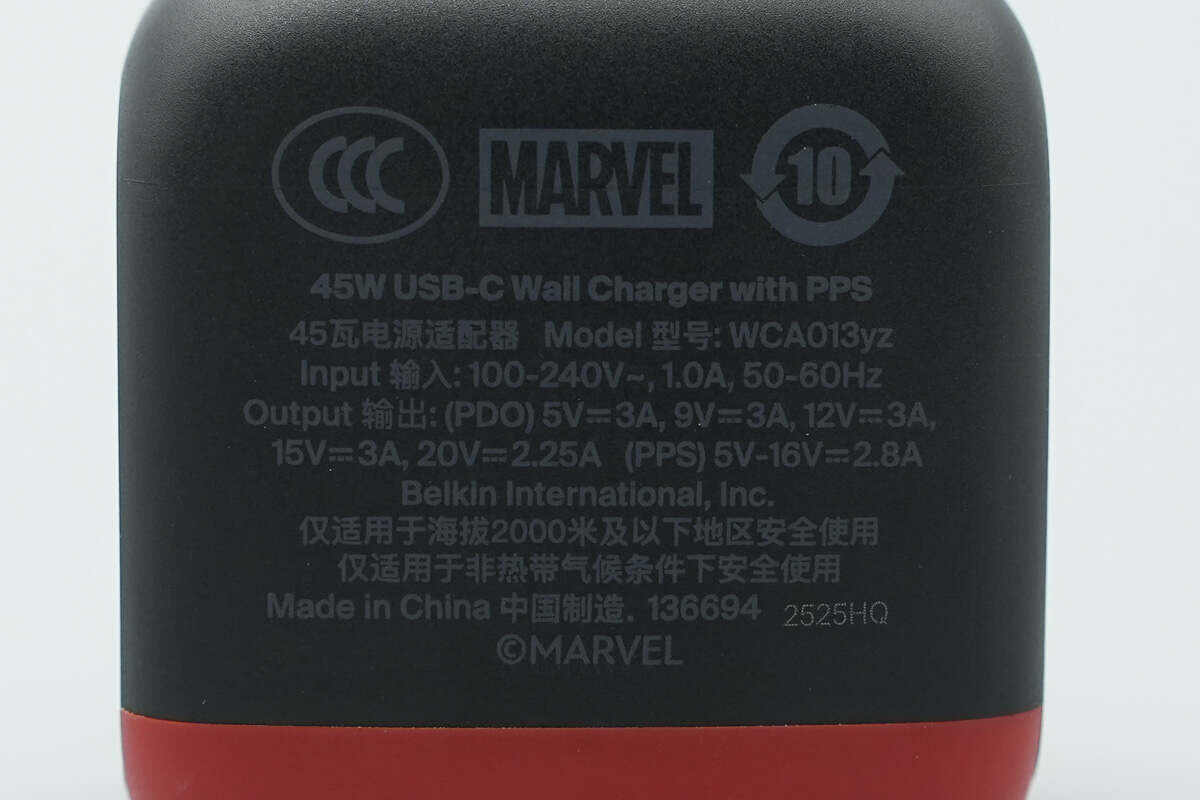 CCC MARVEL 10
45W USB-C Wall Charger with PPS
45瓦电源适配器 Model 型号: WCA013yz
Input 输入: 100-240V~, 1.0A, 50-60Hz
Output 输出: (PDO) 5V⎓3A, 9V⎓3A, 12V⎓3A,
15V⎓3A, 20V⎓2.25A (PPS) 5V-16V⎓2.8A
Belkin International, Inc.
仅适用于海拔2000米及以下地区安全使用
仅适用于非热带气候条件下安全使用
Made in China 中国制造. 136694 2525HQ
©MARVEL